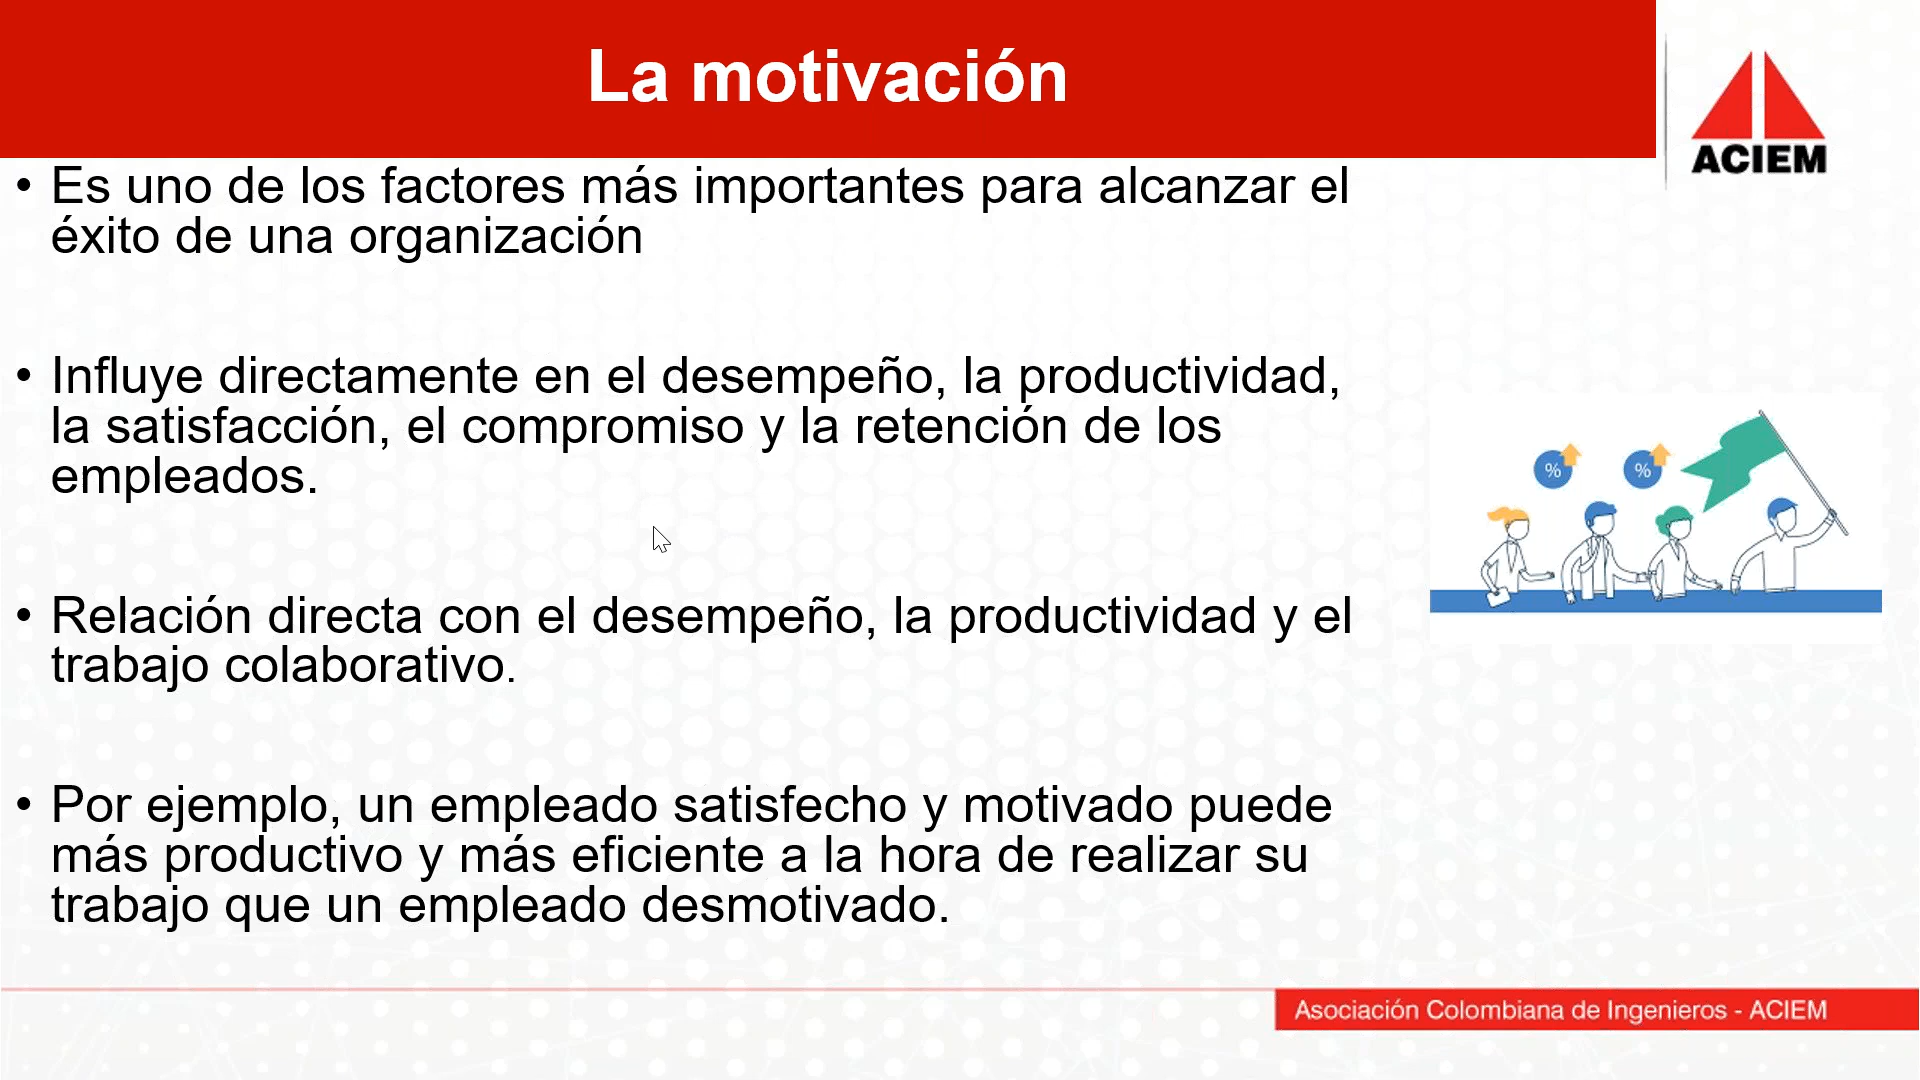 La motivación
ACIEM
• Es uno de los factores más importantes para alcanzar el
éxito de una organización
• Influye directamente en el desempeño, la productividad,
la satisfacción, el compromiso y la retención de los
empleados.
% %
• Relación directa con el desempeño, la productividad y el
trabajo colaborativo.
• Por ejemplo, un empleado satisfecho y motivado puede
más productivo y más eficiente a la hora de realizar su
trabajo que un empleado desmotivado.
Asociación Colombiana de Ingenieros - ACIEM